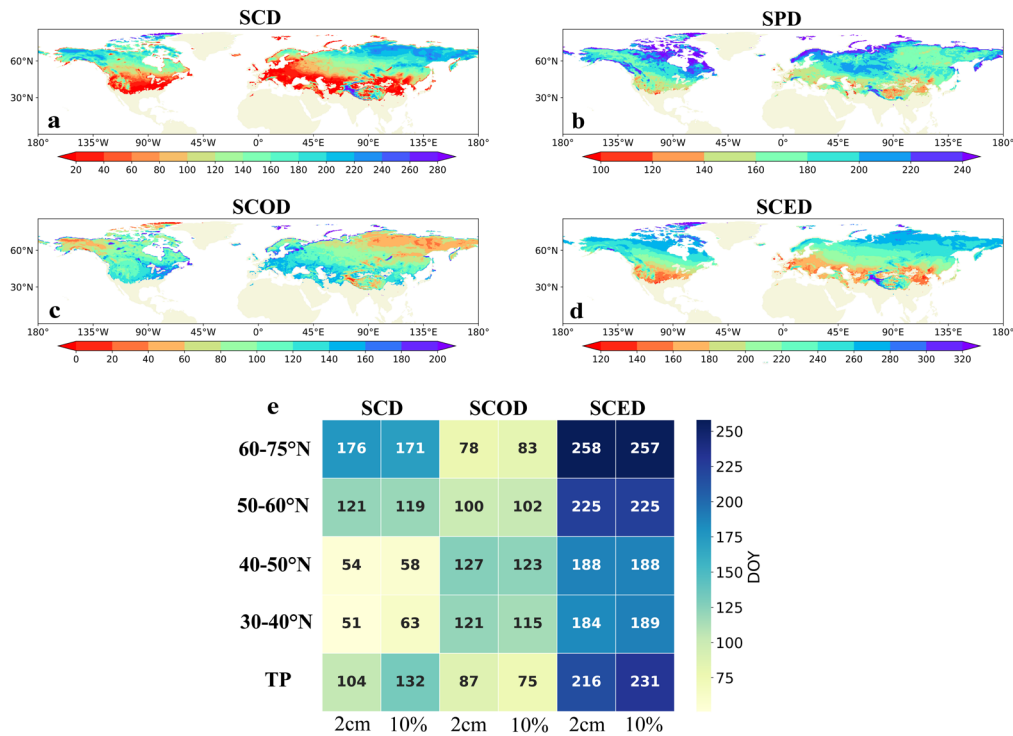 SCD
SPD
60°N
30°N
a
180° 135°W 90°W 45°W 0° 45°E 90°E 135°E 180°
20 40 60 80 100 120 140 160 180 200 220 240 260 280
60°N
30°N
b
180° 135°W 90°W 45°W 0° 45°E 90°E 135°E 180°
100 120 140 160 180 200 220 240
SCOD
SCED
60°N
30°N
c
180° 135°W 90°W 45°W 0° 45°E 90°E 135°E 180°
0 20 40 60 80 100 120 140 160 180 200
60°N
30°N
d
180° 135°W 90°W 45°W 0° 45°E 90°E 135°E 180°
120 140 160 180 200 220 240 260 280 300 320
e
SCD SCOD SCED
60-75°N 176 171 78 83 258 257
50-60°N 121 119 100 102 225 225
40-50°N 54 58 127 123 188 188
30-40°N 51 63 121 115 184 189
TP 104 132 87 75 216 231
2cm 10% 2cm 10% 2cm 10%
250
225
200
175
150
125
100
75
DOY